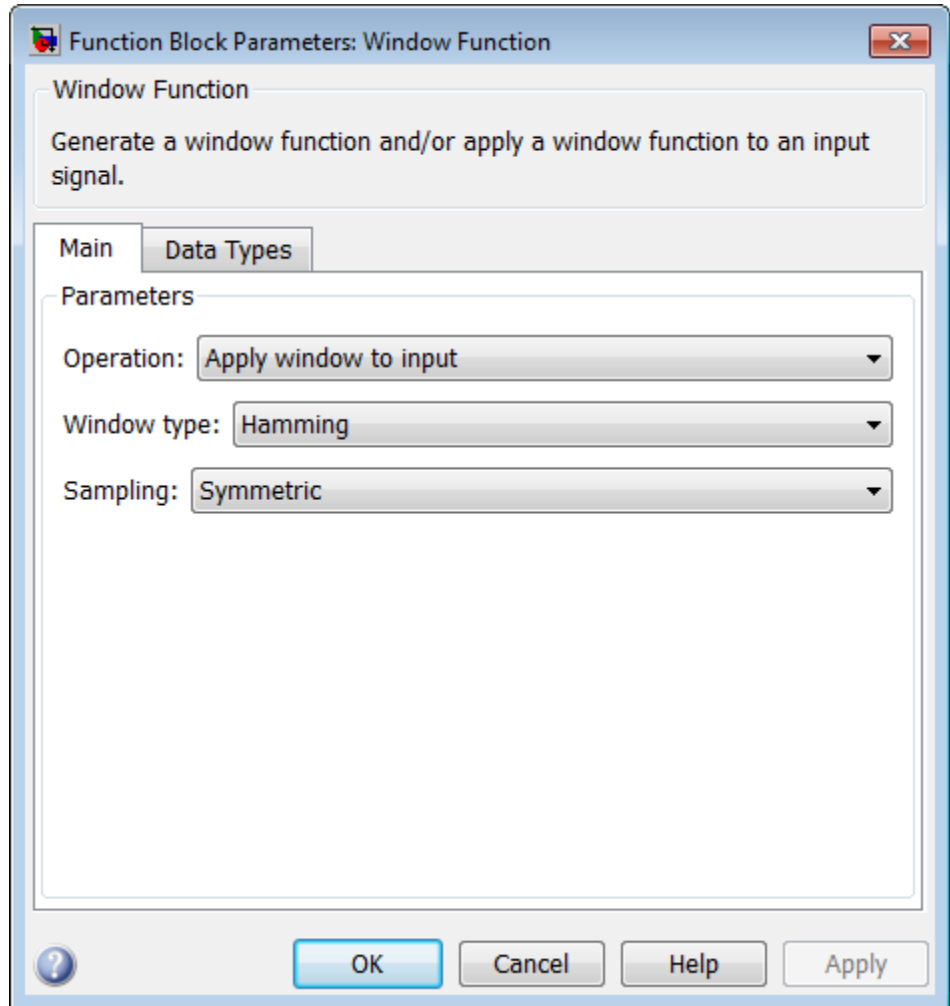 Function Block Parameters: Window Function
Window Function
Generate a window function and/or apply a window function to an input
signal.
Main
Data Types
Parameters
Operation: Apply window to input
Window type: Hamming
Sampling: Symmetric
?
OK
Cancel
Help
Apply